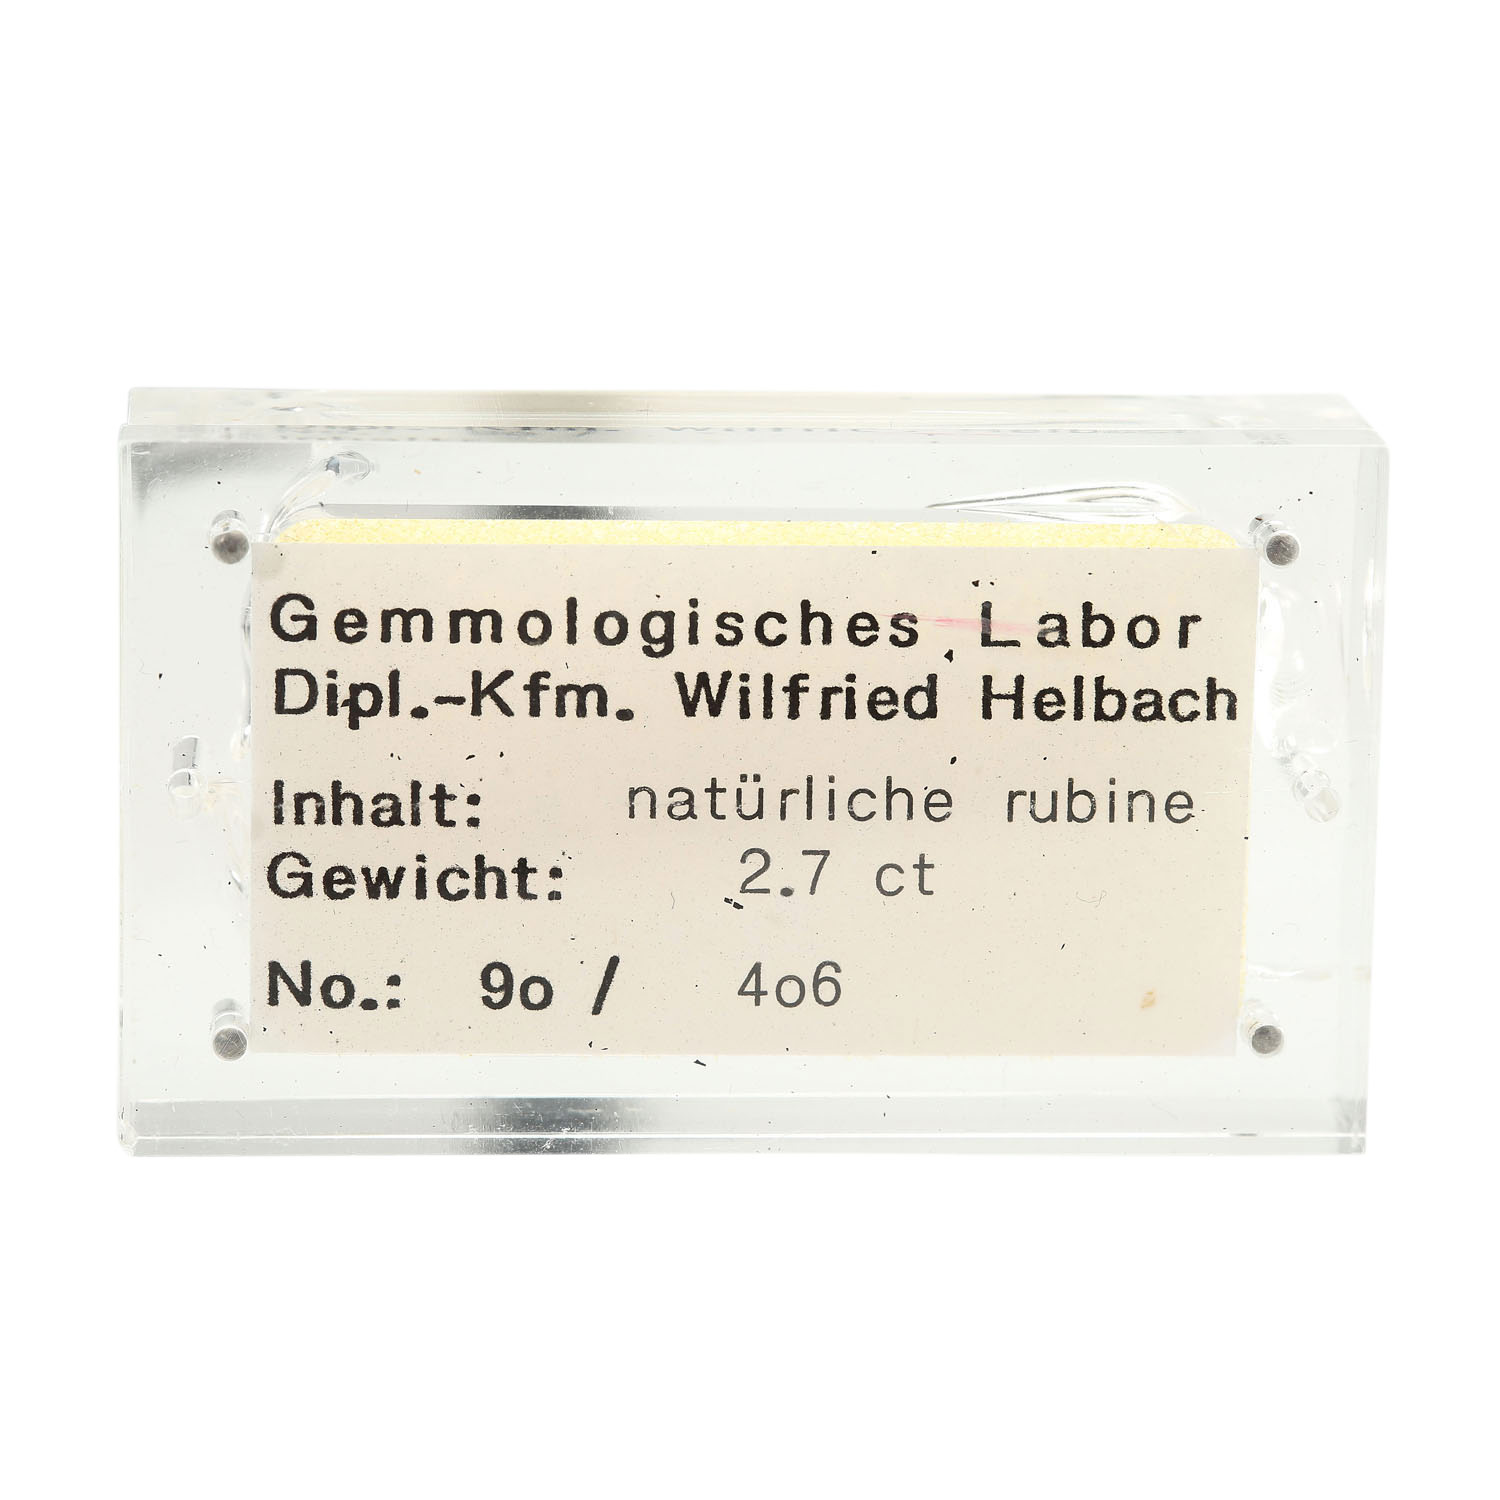 Gemmologisches Labor
Dipl.-Kfm. Wilfried Helbach
Inhalt: natürliche rubine
Gewicht: 2.7 ct
No.: 9o / 4o6